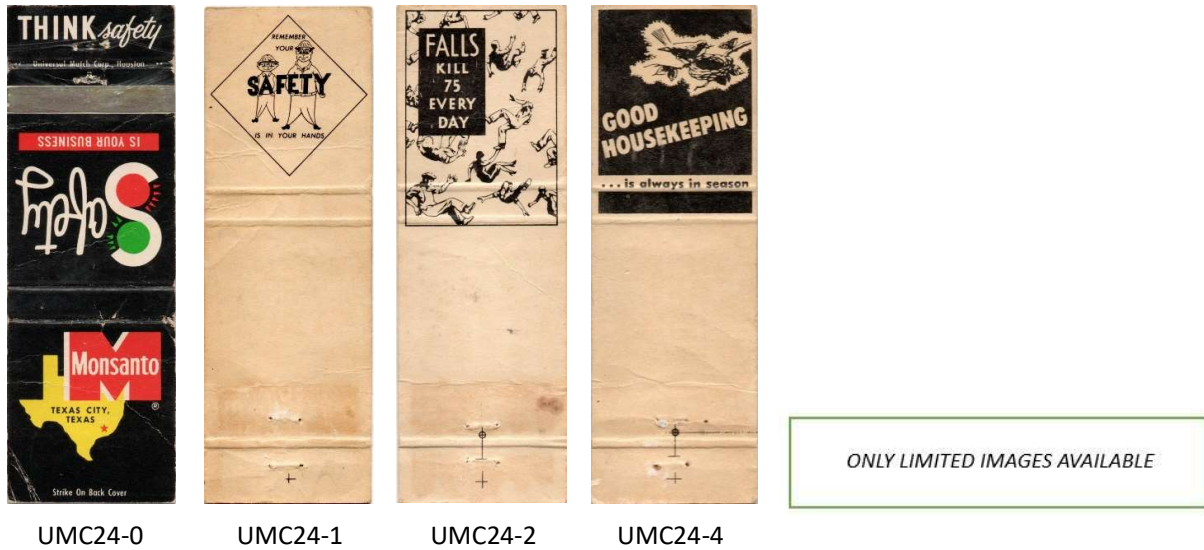 THINK safety
Universal Match Corp., Houston
IS YOUR BUSINESS
Safety
Monsanto
®
TEXAS CITY,
TEXAS
Strike On Back Cover
REMEMBER
YOUR
SAFETY
IS IN YOUR HANDS
FALLS
KILL
75
EVERY
DAY
GOOD
HOUSEKEEPING
...is always in season
ONLY LIMITED IMAGES AVAILABLE
UMC24-0
UMC24-1
UMC24-2
UMC24-4